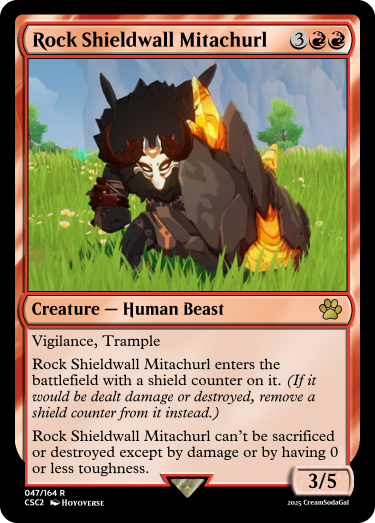 Rock Shieldwall Mitachurl 3
Creature — Human Beast
Vigilance, Trample
Rock Shieldwall Mitachurl enters the
battlefield with a shield counter on it. (If it
would be dealt damage or destroyed, remove a
shield counter from it instead.)
Rock Shieldwall Mitachurl can't be sacrificed
or destroyed except by damage or by having 0
or less toughness.
3/5
047/164 R
CSC2 Hoyoverse
2025 CreamSodaGal